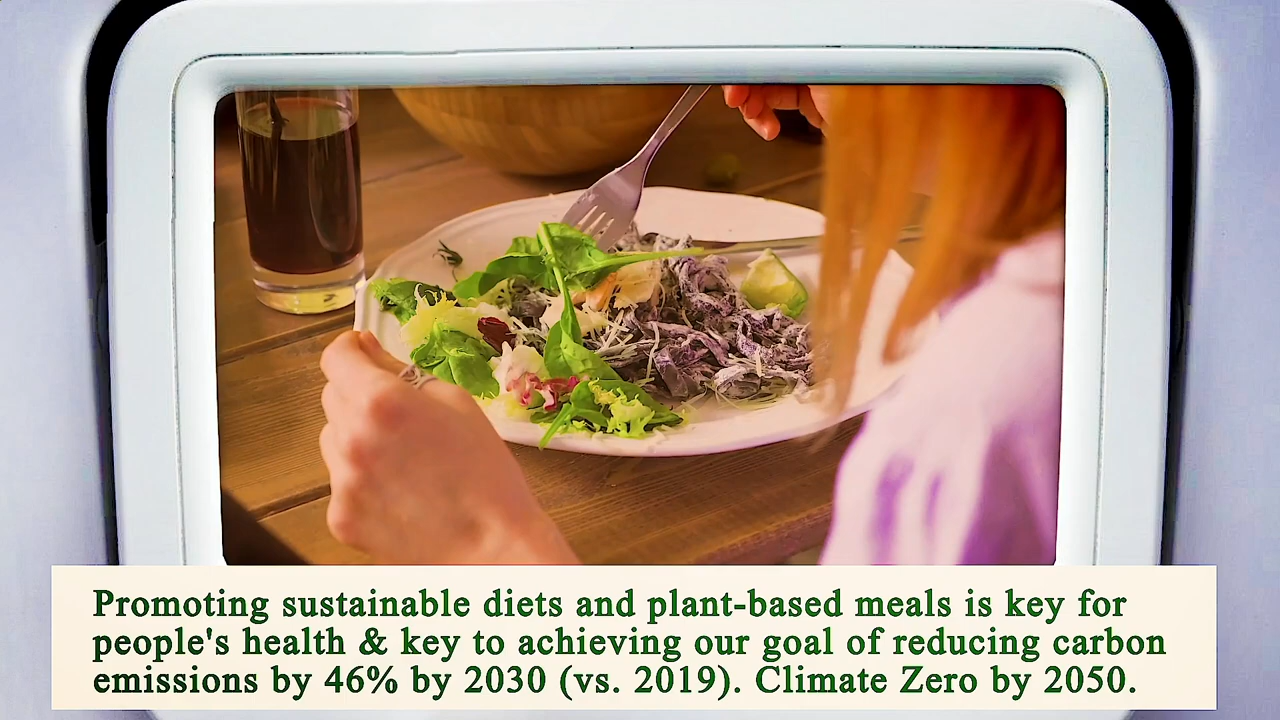 Promoting sustainable diets and plant-based meals is key for
people's health & key to achieving our goal of reducing carbon
emissions by 46% by 2030 (vs. 2019). Climate Zero by 2050.